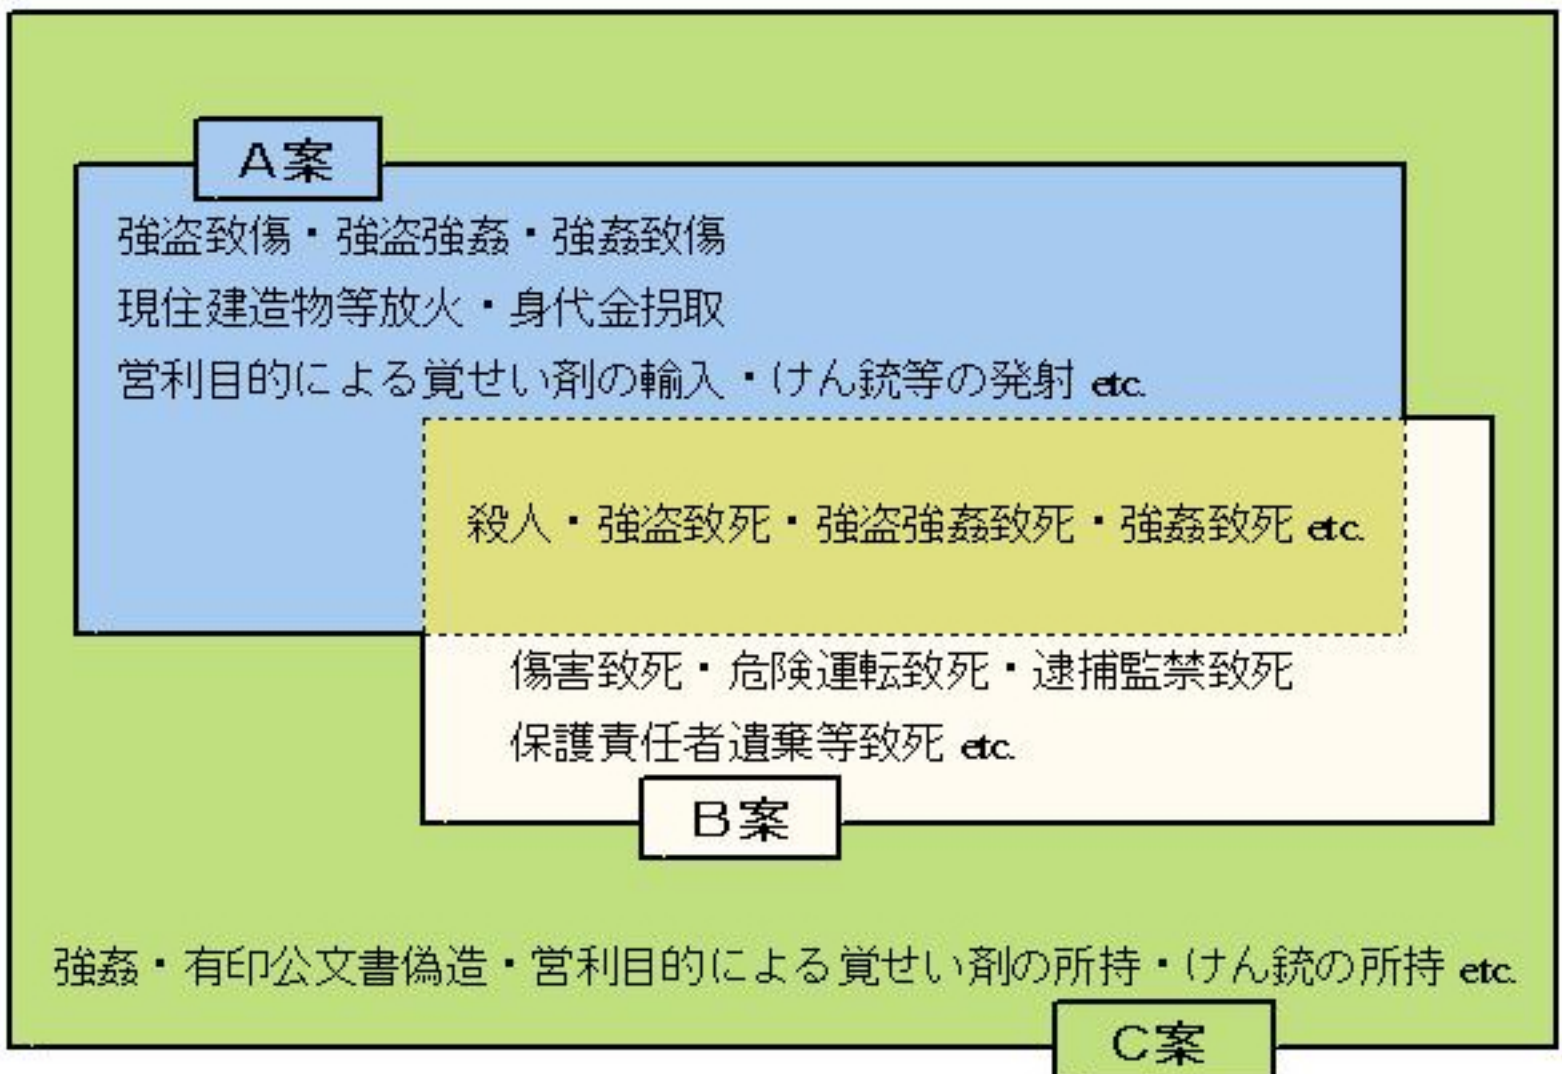 A案
強盗致傷・強盗強姦・強姦致傷
現住建造物等放火・身代金拐取
営利目的による覚せい剤の輸入・けん銃等の発射 etc.
殺人・強盗致死・強盗強姦致死・強姦致死 etc.
傷害致死・危険運転致死・逮捕監禁致死
保護責任者遺棄等致死 etc.
B案
強姦・有印公文書偽造・営利目的による覚せい剤の所持・けん銃の所持 etc.
C案